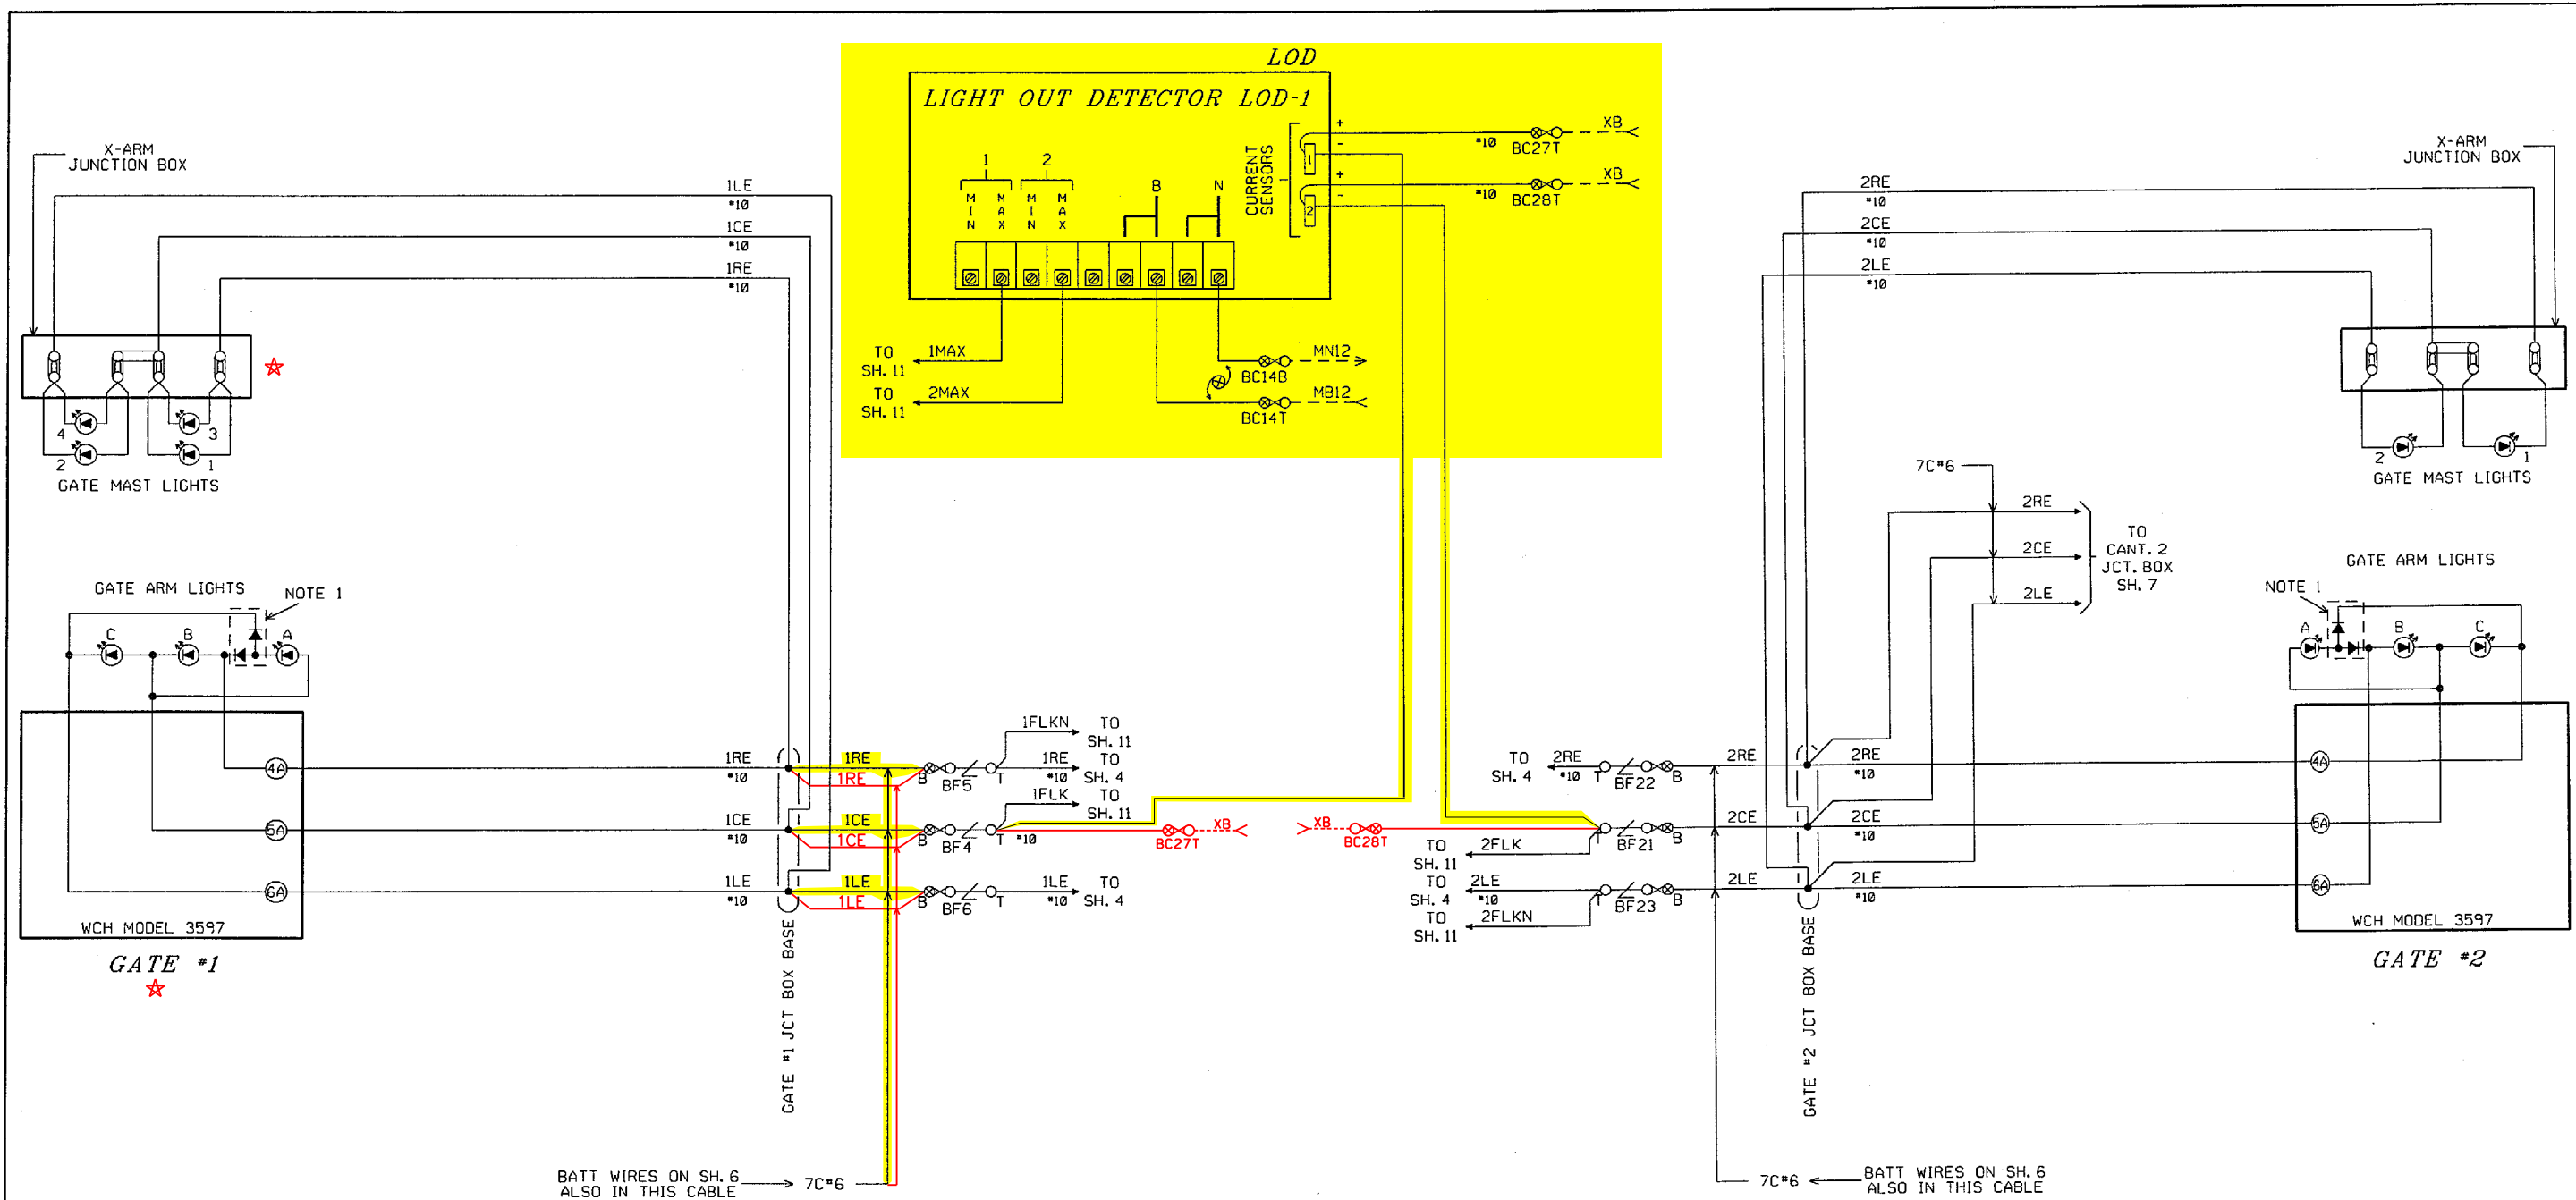 LOD
LIGHT OUT DETECTOR LOD-1
1
2
MIN
MAX
MIN
MAX
B
N
CURRENT
SENSORS
+
-
1
+
-
2
XB
*10
BC27T
XB
*10
BC28T
TO
SH. 11
1MAX
TO
SH. 11
2MAX
MN12
BC14B
MB12
BC14T
X-ARM
JUNCTION BOX
1LE
*10
1CE
*10
1RE
*10
4
3
2
1
GATE MAST LIGHTS
GATE ARM LIGHTS
NOTE 1
C
B
A
4A
5A
6A
WCH MODEL 3597
GATE #1
1RE
*10
1CE
*10
1LE
*10
GATE #1 JCT BOX BASE
1RE
1RE
B
BF5
T
1FLKN
TO
SH. 11
1RE
*10
TO
SH. 4
1CE
1CE
B
BF4
T
1FLK
TO
SH. 11
*10
BC27T
XB
1LE
1LE
B
BF6
T
1LE
*10
TO
SH. 4
BATT WIRES ON SH. 6
ALSO IN THIS CABLE
7C#6
X-ARM
JUNCTION BOX
2RE
*10
2CE
*10
2LE
*10
2
1
GATE MAST LIGHTS
7C#6
2RE
2CE
2LE
TO
CANT. 2
JCT. BOX
SH. 7
GATE ARM LIGHTS
NOTE 1
A
B
C
TO
SH. 4
2RE
*10
T
BF22
B
2RE
2RE
*10
4A
XB
BC28T
TO
SH. 11
2FLK
T
BF21
B
2CE
2CE
*10
5A
TO
SH. 4
2LE
*10
T
BF23
B
2LE
2LE
*10
6A
TO
SH. 11
2FLKN
WCH MODEL 3597
GATE #2
GATE #2 JCT BOX BASE
7C#6
BATT WIRES ON SH. 6
ALSO IN THIS CABLE